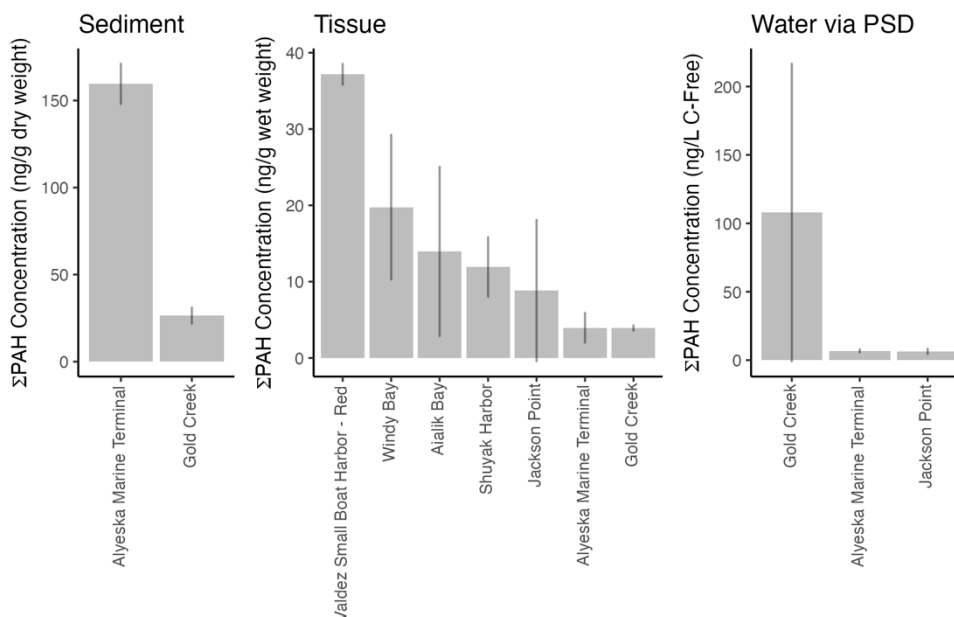 Sediment
ΣPAH Concentration (ng/g dry weight)
150
100
50
0
Alyeska Marine Terminal
Gold Creek
Tissue
ΣPAH Concentration (ng/g wet weight)
40
30
20
10
0
Valdez Small Boat Harbor - Red
Windy Bay
Aialik Bay
Shuyak Harbor
Jackson Point
Alyeska Marine Terminal
Gold Creek
Water via PSD
ΣPAH Concentration (ng/L C-Free)
200
150
100
50
0
Gold Creek
Alyeska Marine Terminal
Jackson Point